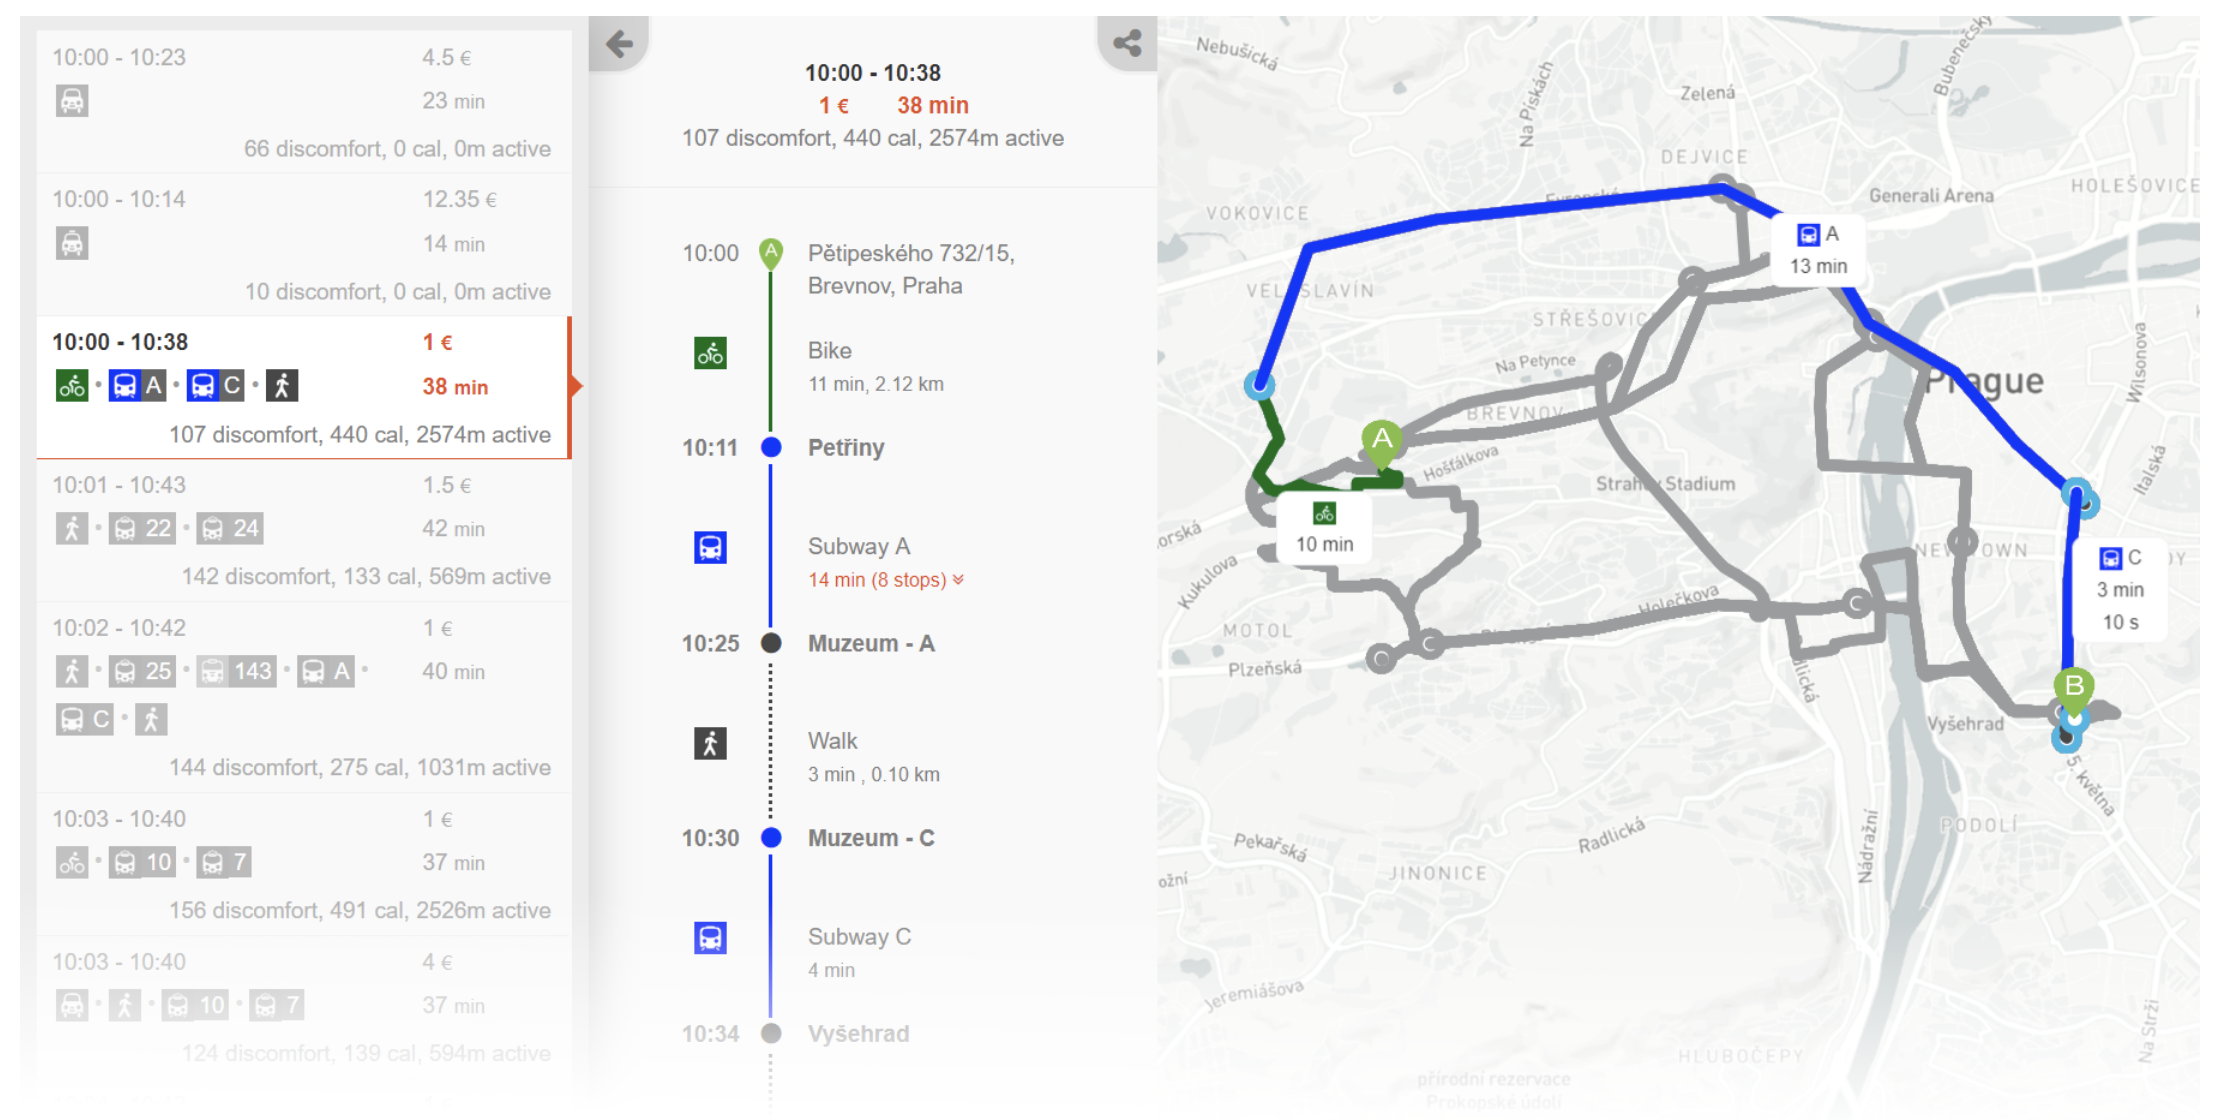 10:00 - 10:23 4.5 €
23 min
66 discomfort, 0 cal, 0m active
10:00 - 10:14 12.35 €
14 min
10 discomfort, 0 cal, 0m active
10:00 - 10:38 1 €
A C 38 min
107 discomfort, 440 cal, 2574m active
10:01 - 10:43 1.5 €
22 24 42 min
142 discomfort, 133 cal, 569m active
10:02 - 10:42 1 €
25 143 A 40 min
C
144 discomfort, 275 cal, 1031m active
10:03 - 10:40 1 €
10 7 37 min
156 discomfort, 491 cal, 2526m active
10:03 - 10:40 4 €
10 7 37 min
124 discomfort, 139 cal, 594m active
10:00 - 10:38
1 € 38 min
107 discomfort, 440 cal, 2574m active
10:00 A Pětipeského 732/15,
Brevnov, Praha
Bike
11 min, 2.12 km
10:11 Petřiny
Subway A
14 min (8 stops)
10:25 Muzeum - A
Walk
3 min , 0.10 km
10:30 Muzeum - C
Subway C
4 min
10:34 Vyšehrad
Nebušická
Na Pískách
Zelená
Bubenečsk
DEJVICE
Generali Arena
HOLEŠOVICE
VOKOVICE
A
13 min
VELESLAVÍN
STŘEŠOVIC
Na Petynce
Prague
Wilsonova
BŘEVNOV
A
Hošťálkova
Strahov Stadium
Italská
10 min
orská
Kukulova
NEW TOWN
C
3 min
10 s
DY
Holečkova
MOTOL
Plzeňská
dlická
B
Vyšehrad
5. května
PODOLÍ
Nádražní
Radlická
Pekařská
JINONICE
ožní
Jeremiášova
Na Strži
HLUBOČEPY
přírodní rezervace
Prokopské údolí